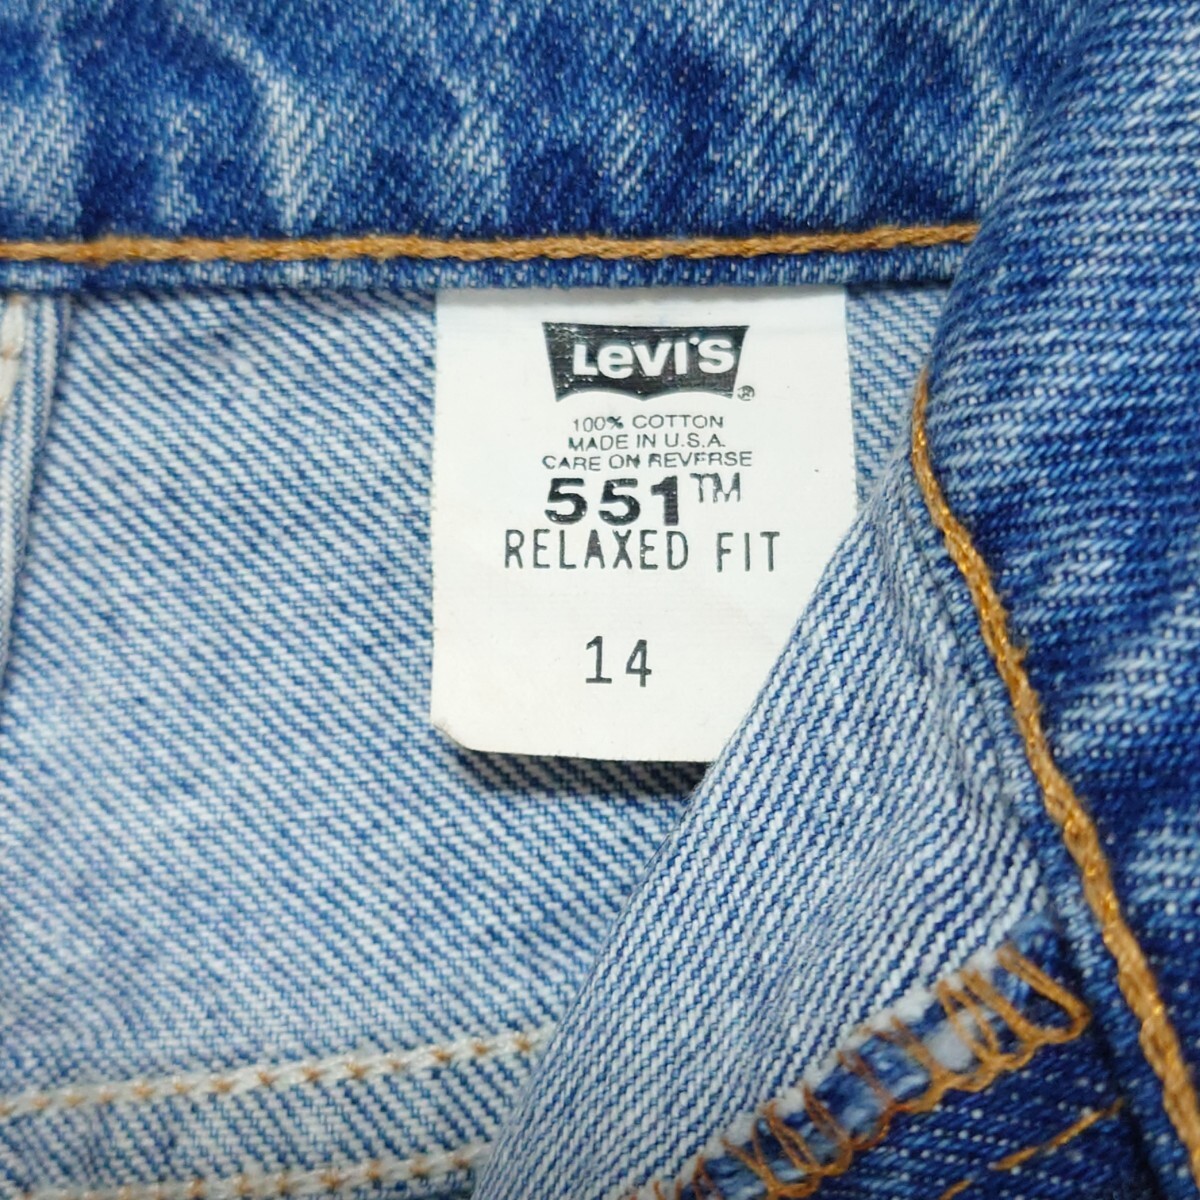 LEVI'S ®
100% COTTON
MADE IN U.S.A.
CARE ON REVERSE
551™
RELAXED FIT
14